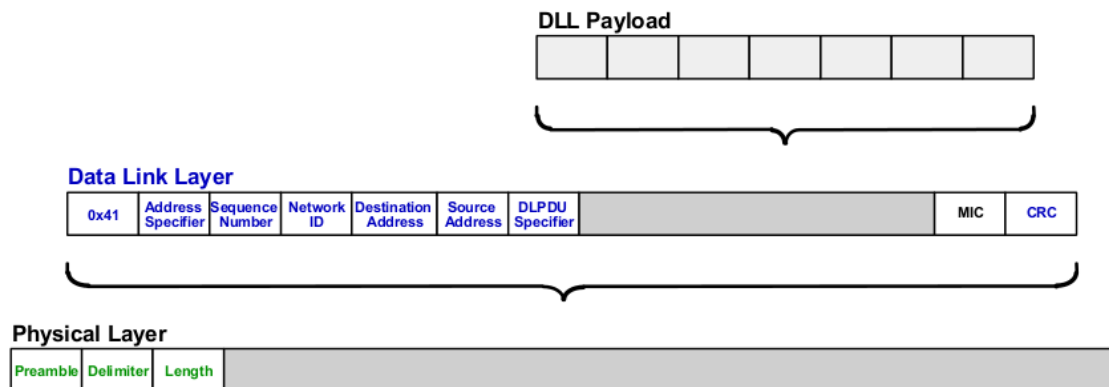 DLL Payload
Data Link Layer
0x41
Address
Specifier
Sequence
Number
Network
ID
Destination
Address
Source
Address
DLPDU
Specifier
MIC
CRC
Physical Layer
Preamble
Delimiter
Length